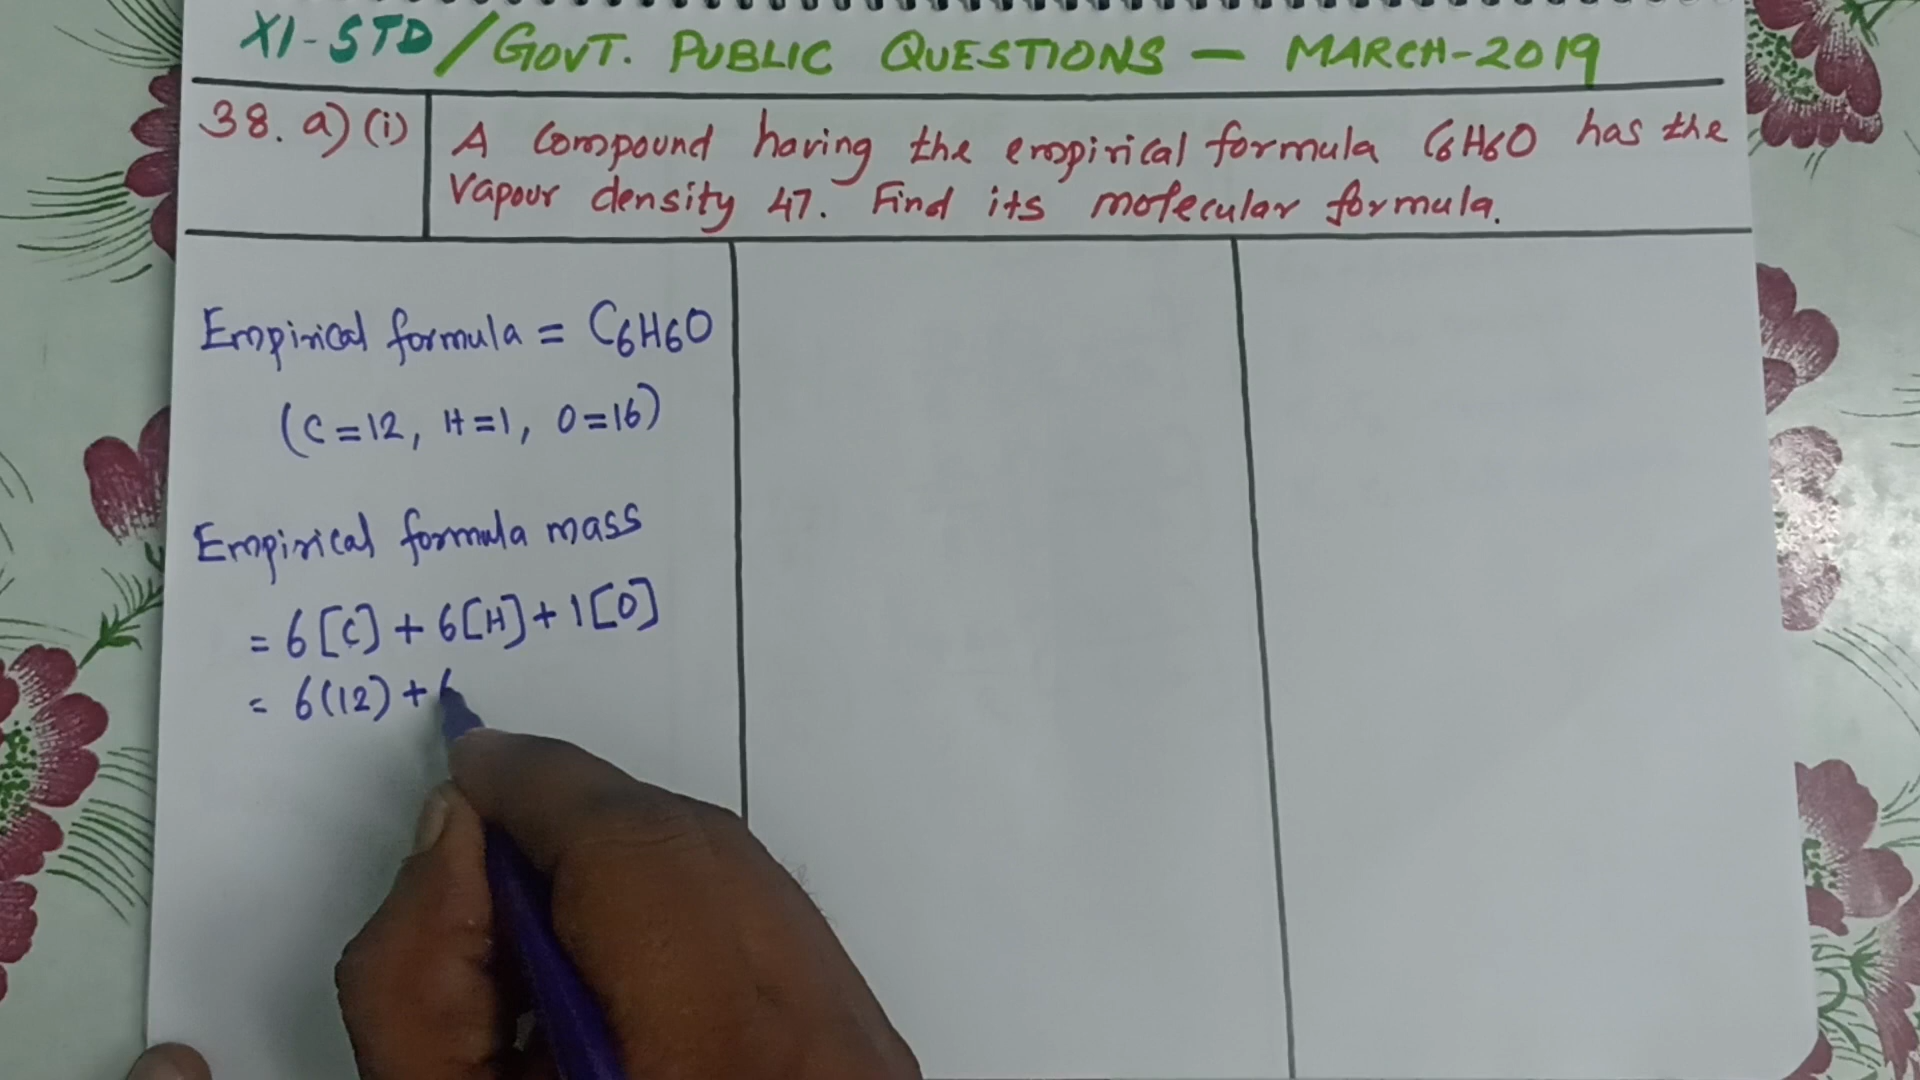 XI-STD/GOVT. PUBLIC QUESTIONS - MARCH-2019
38. a) (i) A compound having the empirical formula C6H6O has the
vapour density 47. Find its molecular formula.
Empirical formula = C6H6O
(C=12, H=1, O=16)
Empirical formula mass
= 6[C] + 6[H] + 1[O]
= 6(12) + 6